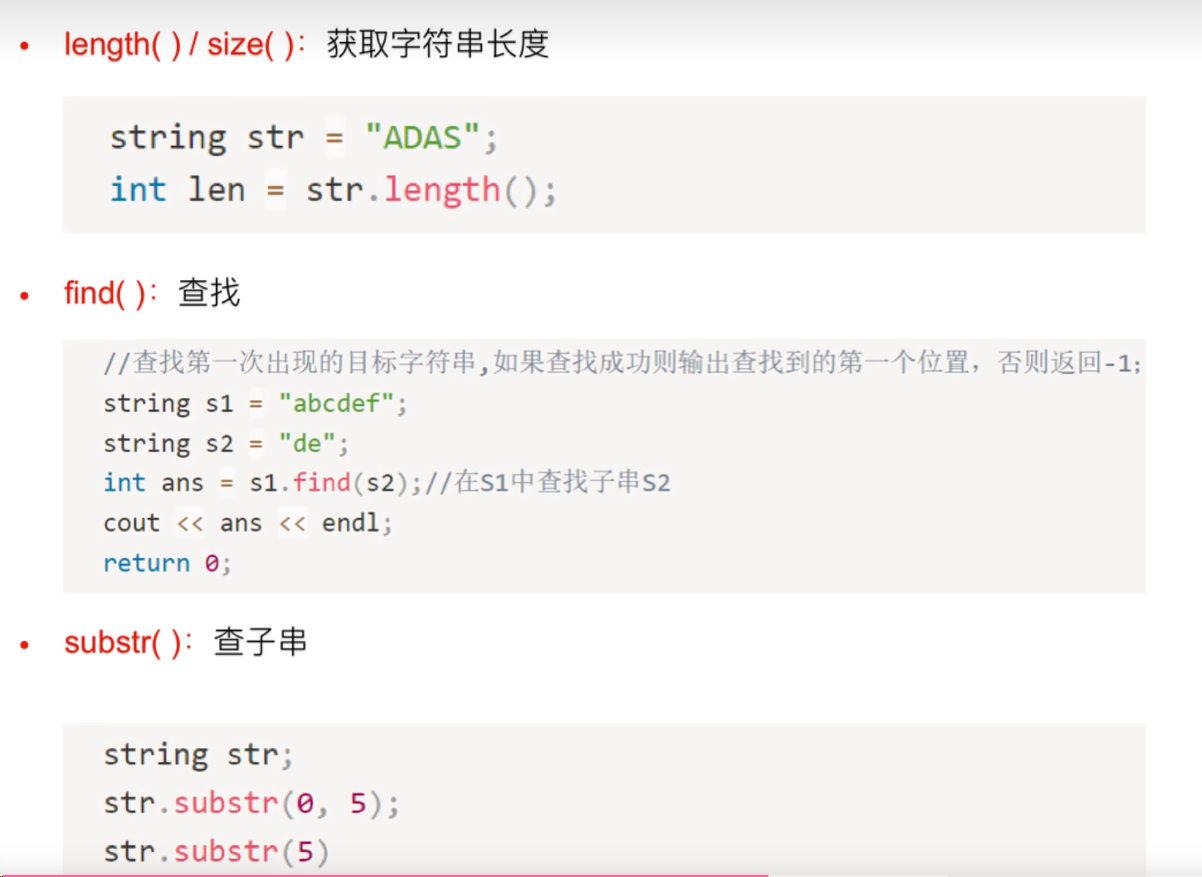 length( ) / size( )：获取字符串长度
string str = "ADAS";
int len = str.length();
find( )：查找
//查找第一次出现的目标字符串,如果查找成功则输出查找到的第一个位置，否则返回-1;
string s1 = "abcdef";
string s2 = "de";
int ans = s1.find(s2);//在S1中查找子串S2
cout << ans << endl;
return 0;
substr( )：查子串
string str;
str.substr(0, 5);
str.substr(5)